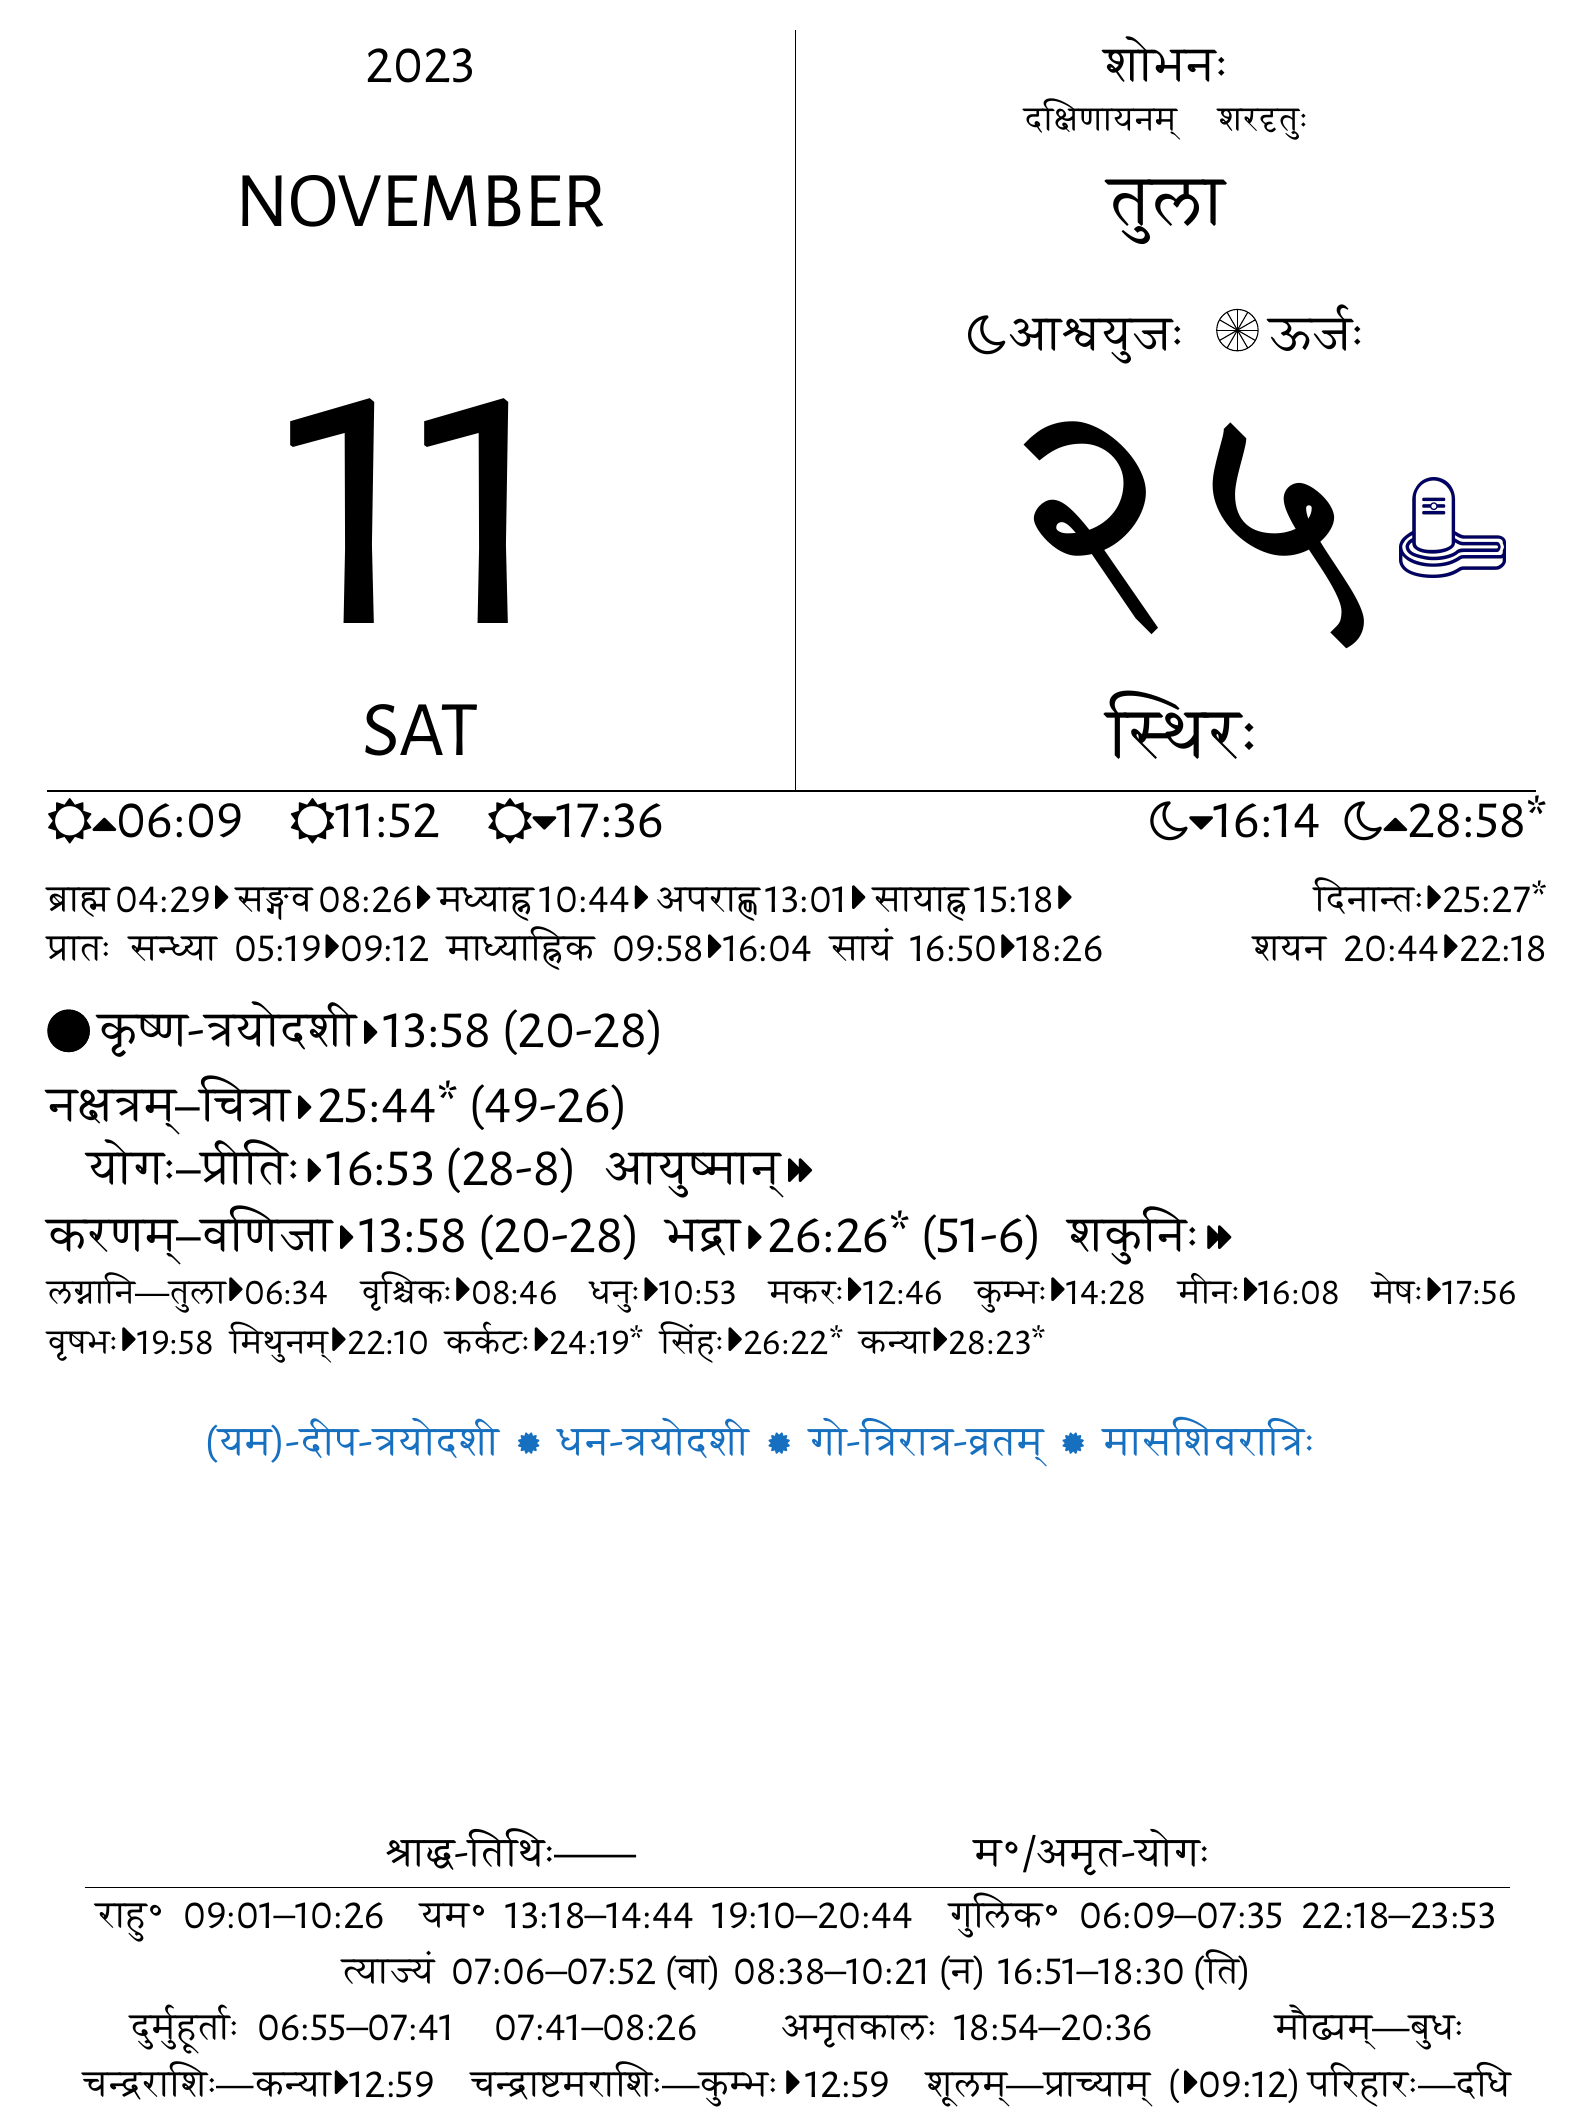 2023
NOVEMBER
11
SAT
शोभनः
दक्षिणायनम् शरदृतुः
तुला
आश्वयुजः ऊर्जः
२५
स्थिरः
06:09 11:52 17:36 16:14 28:58*
ब्राह्म 04:29 सङ्गव 08:26 मध्याह्न 10:44 अपराह्ण 13:01 सायाह्न 15:18 दिनान्तः 25:27*
प्रातः सन्ध्या 05:19 09:12 माध्याह्निक 09:58 16:04 सायं 16:50 18:26 शयन 20:44 22:18
कृष्ण-त्रयोदशी 13:58 (20-28)
नक्षत्रम्–चित्रा 25:44* (49-26)
योगः–प्रीतिः 16:53 (28-8) आयुष्मान्
करणम्–वणिजा 13:58 (20-28) भद्रा 26:26* (51-6) शकुनिः
लग्नानि—तुला 06:34 वृश्चिकः 08:46 धनुः 10:53 मकरः 12:46 कुम्भः 14:28 मीनः 16:08 मेषः 17:56
वृषभः 19:58 मिथुनम् 22:10 कर्कटः 24:19* सिंहः 26:22* कन्या 28:23*
(यम)-दीप-त्रयोदशी धन-त्रयोदशी गो-त्रिरात्र-व्रतम् मासशिवरात्रिः
श्राद्ध-तिथिः—— म॰/अमृत-योगः
राहु॰ 09:01–10:26 यम॰ 13:18–14:44 19:10–20:44 गुलिक॰ 06:09–07:35 22:18–23:53
त्याज्यं 07:06–07:52 (वा) 08:38–10:21 (न) 16:51–18:30 (ति)
दुर्मुहूर्ताः 06:55–07:41 07:41–08:26 अमृतकालः 18:54–20:36 मौढ्यम्—बुधः
चन्द्रराशिः—कन्या 12:59 चन्द्राष्टमराशिः—कुम्भः 12:59 शूलम्—प्राच्याम् (09:12) परिहारः—दधि